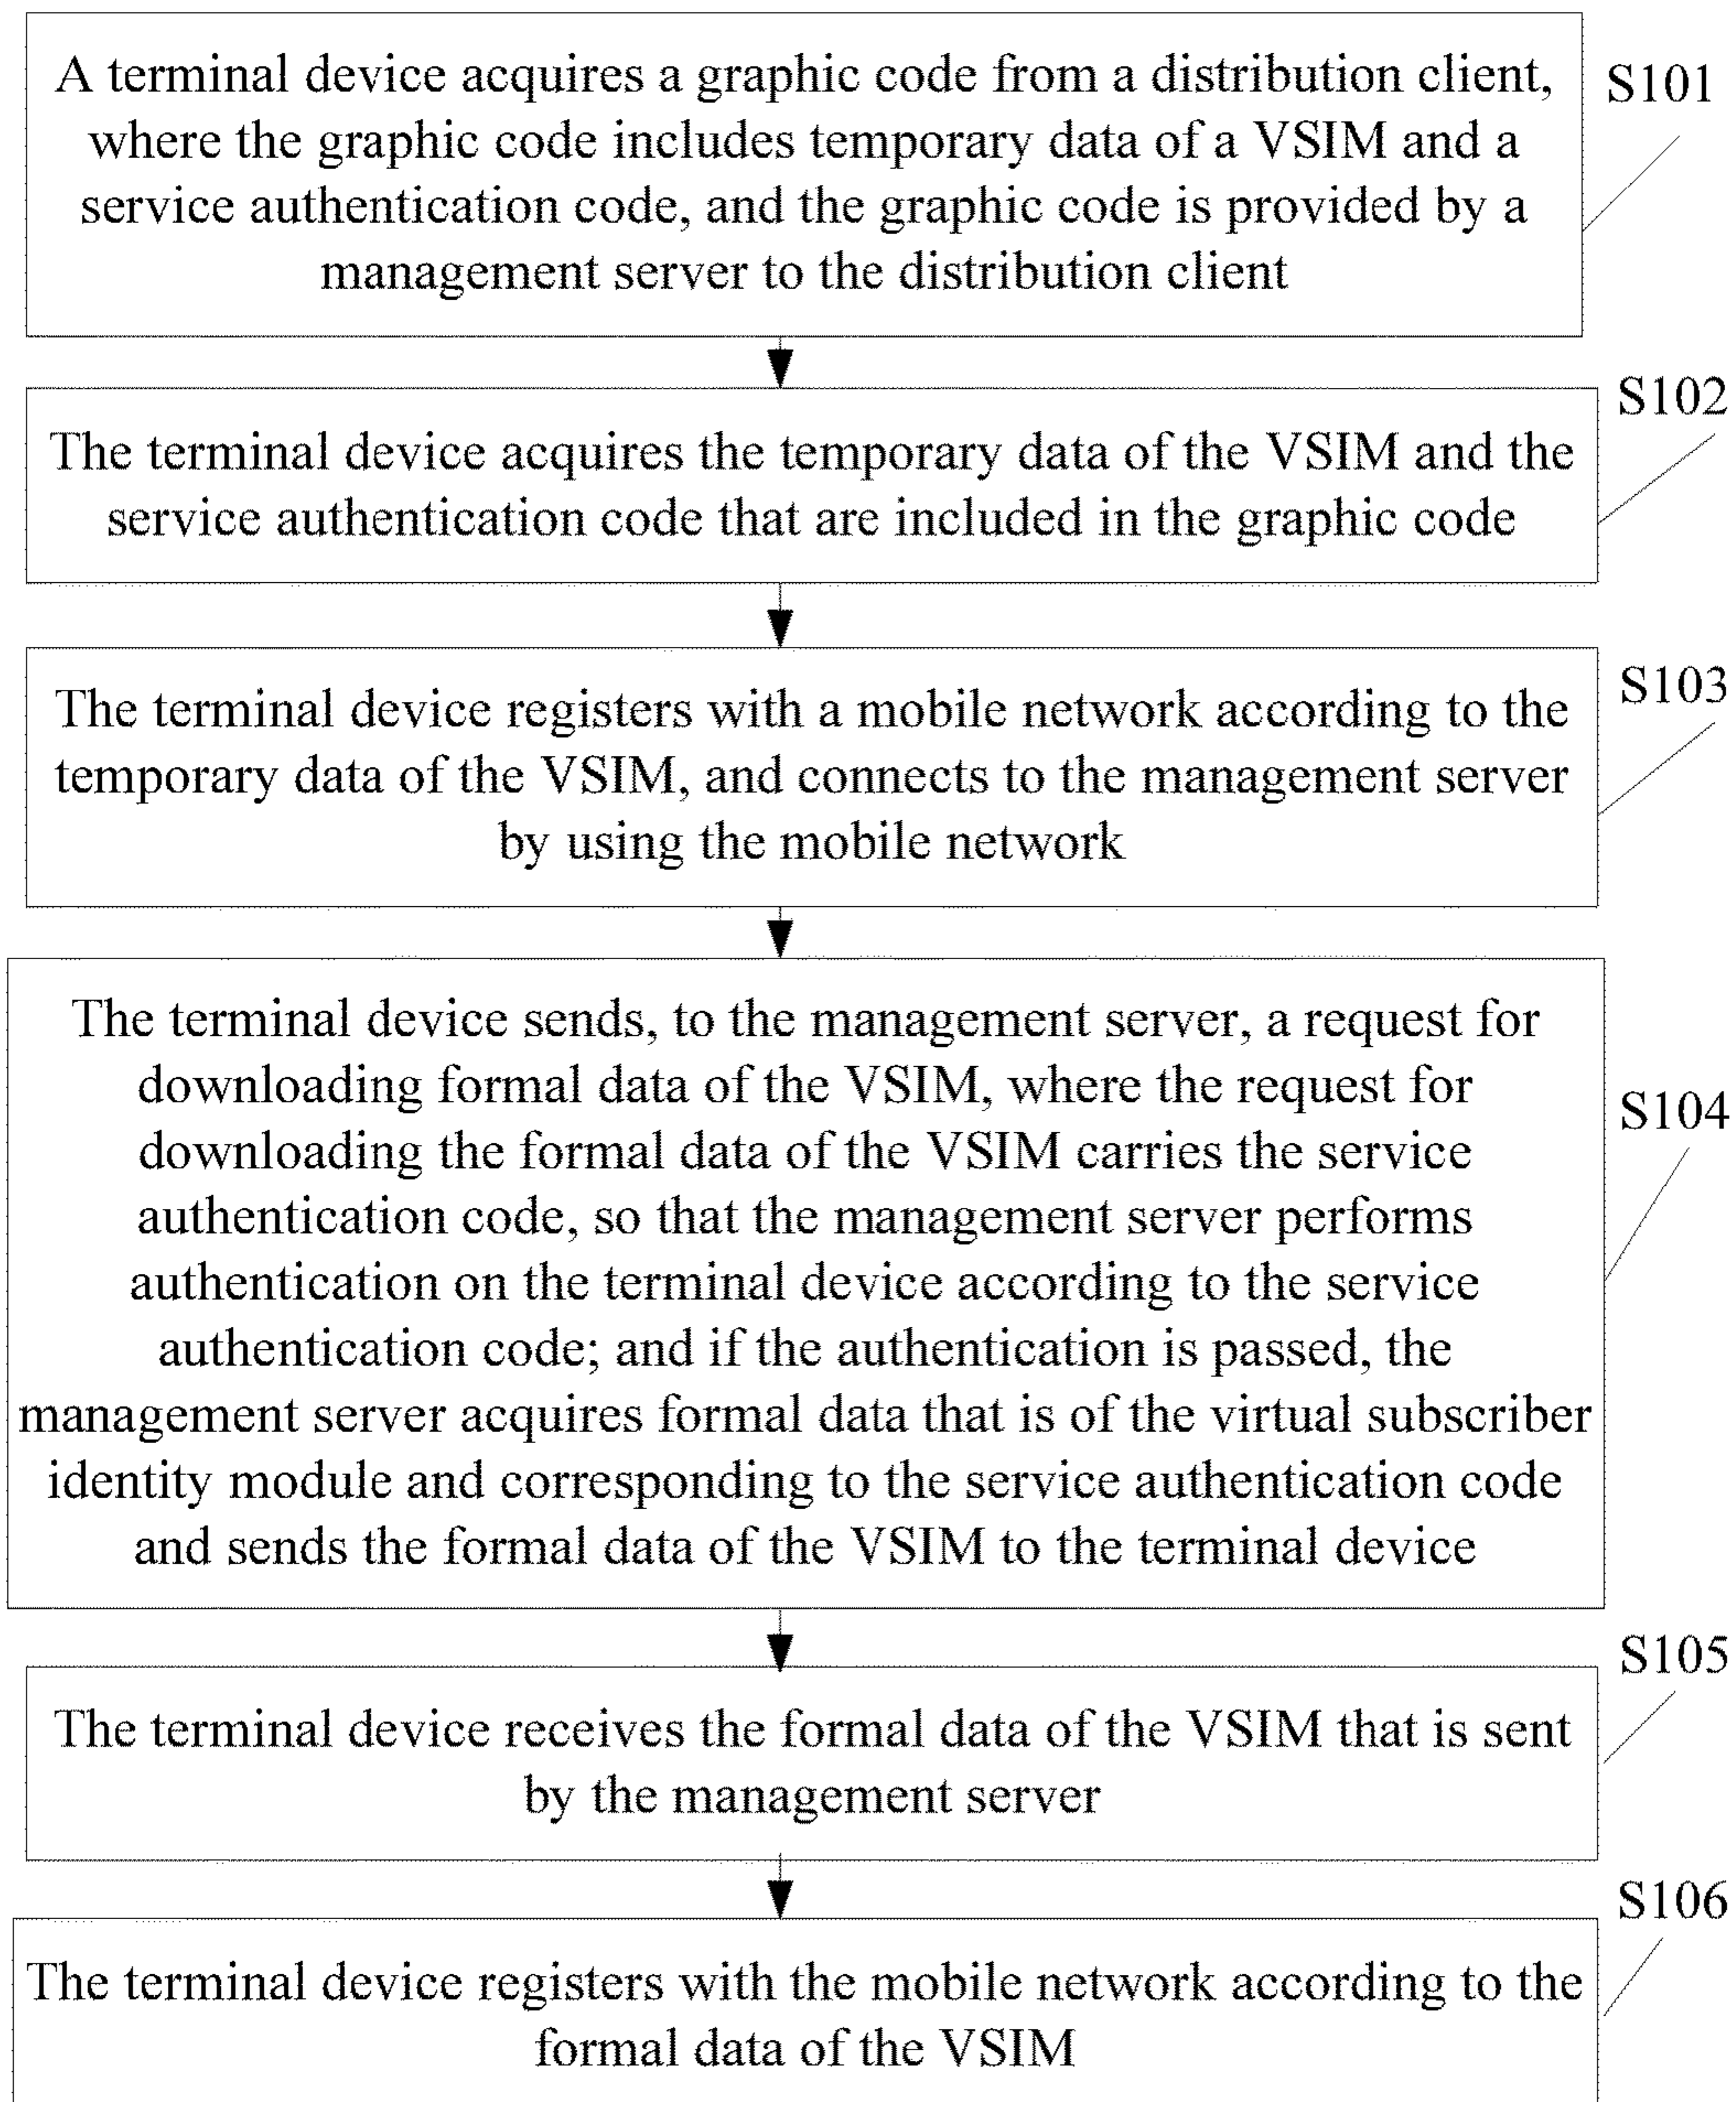 A terminal device acquires a graphic code from a distribution client,
where the graphic code includes temporary data of a VSIM and a
service authentication code, and the graphic code is provided by a
management server to the distribution client
S101
The terminal device acquires the temporary data of the VSIM and the
service authentication code that are included in the graphic code
S102
The terminal device registers with a mobile network according to the
temporary data of the VSIM, and connects to the management server
by using the mobile network
S103
The terminal device sends, to the management server, a request for
downloading formal data of the VSIM, where the request for
downloading the formal data of the VSIM carries the service
authentication code, so that the management server performs
authentication on the terminal device according to the service
authentication code; and if the authentication is passed, the
management server acquires formal data that is of the virtual subscriber
identity module and corresponding to the service authentication code
and sends the formal data of the VSIM to the terminal device
S104
The terminal device receives the formal data of the VSIM that is sent
by the management server
S105
The terminal device registers with the mobile network according to the
formal data of the VSIM
S106